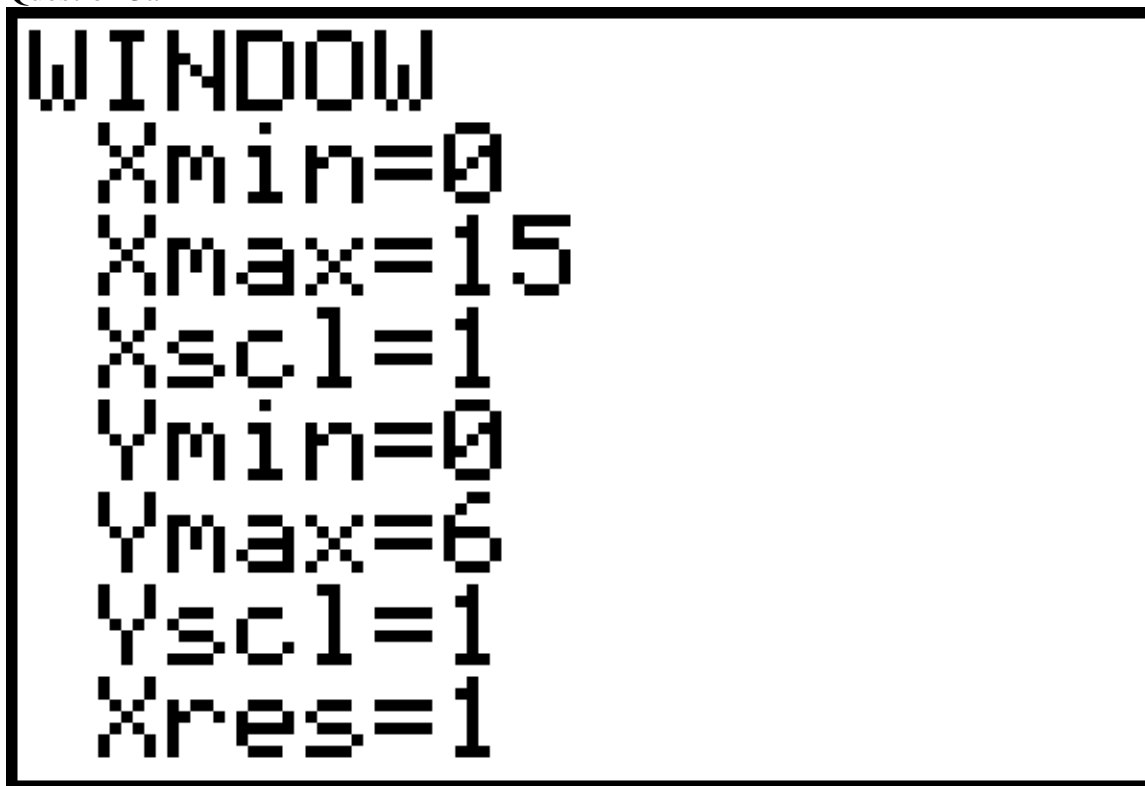 WINDOW
Xmin=0
Xmax=15
Xscl=1
Ymin=0
Ymax=6
Yscl=1
Xres=1